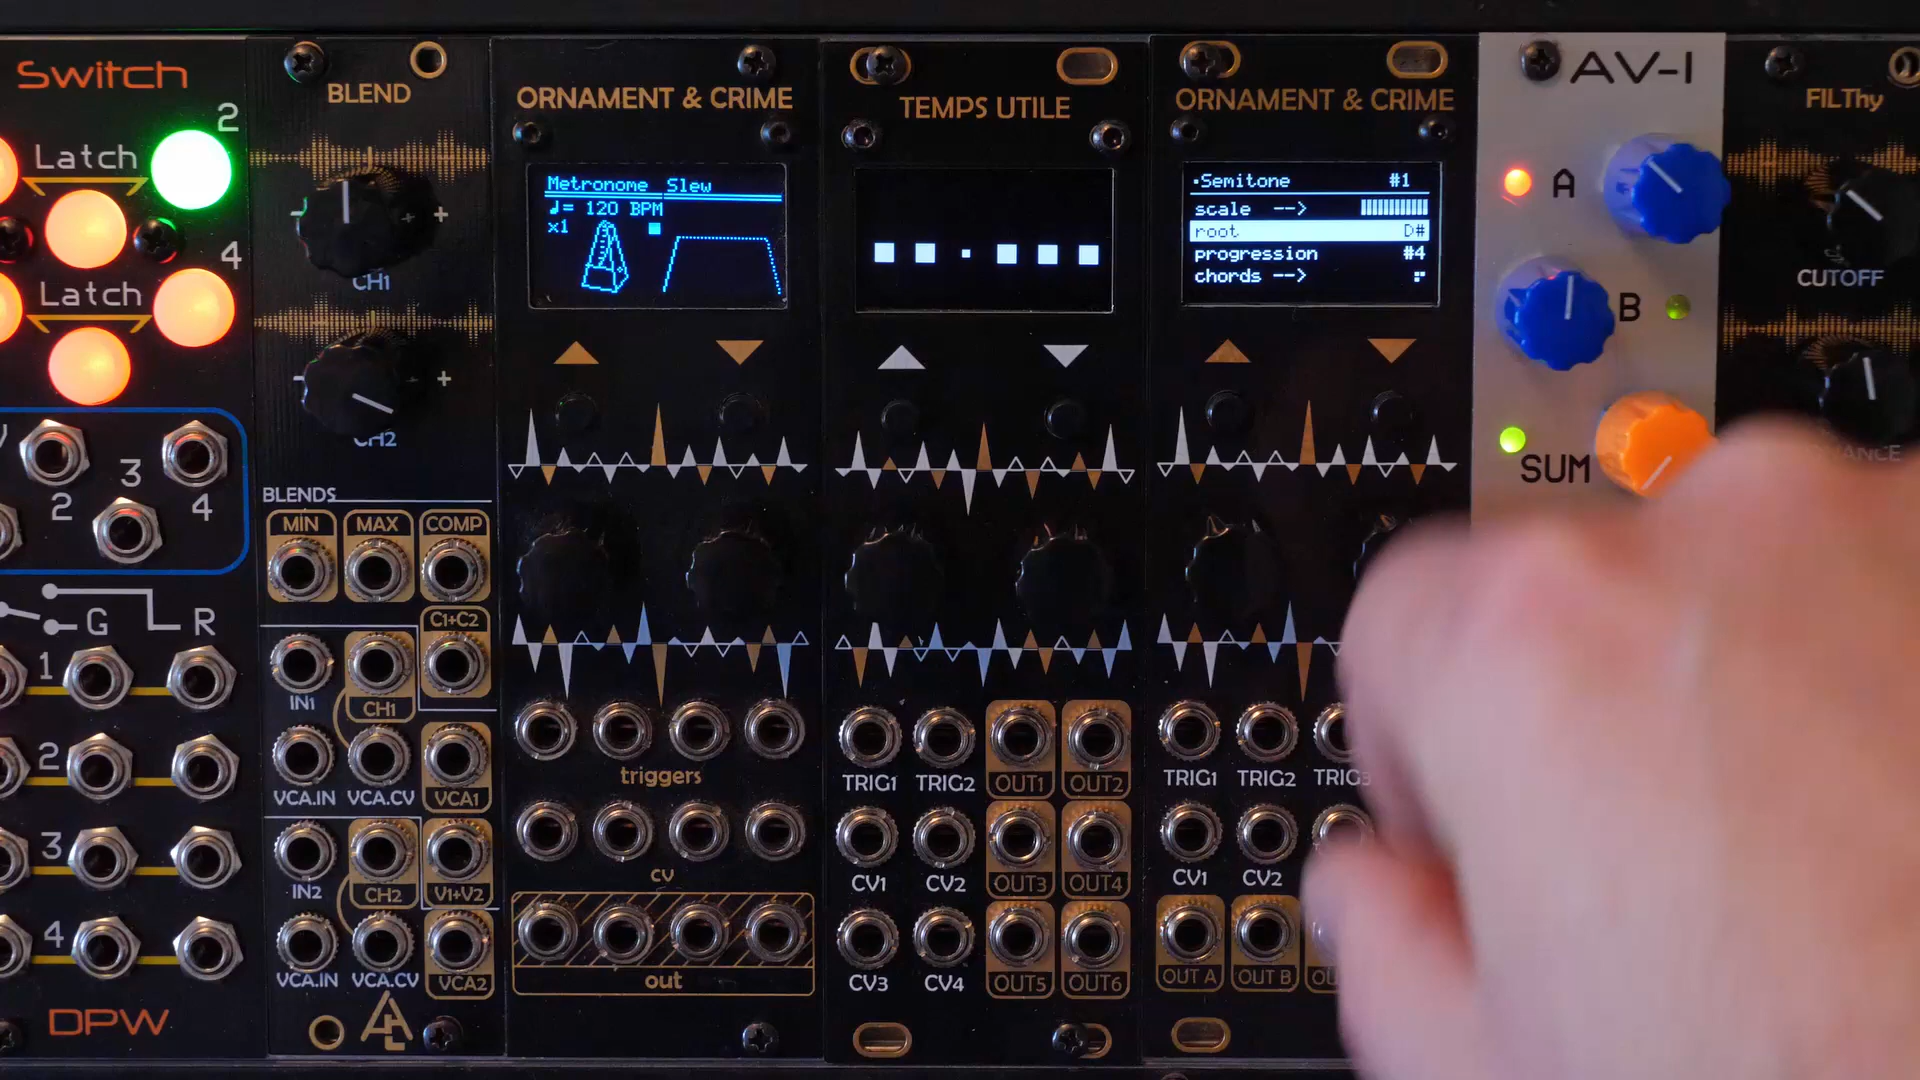 Switch
2
Latch
4
Latch
2
3
4
G
R
1
2
3
4
DPW
BLEND
- +
CH1
- +
CH2
BLENDS
MIN MAX COMP
C1+C2
IN1
CH1
VCA.IN VCA.CV VCA1
IN2
CH2
V1+V2
VCA.IN VCA.CV VCA2
ORNAMENT & CRIME
Metronome Slew
♩= 120 BPM
x1
triggers
cv
out
TEMPS UTILE
TRIG1 TRIG2 OUT1 OUT2
CV1 CV2 OUT3 OUT4
CV3 CV4 OUT5 OUT6
ORNAMENT & CRIME
·Semitone #1
scale -->
root D#
progression #4
chords -->
TRIG1 TRIG2 TRIG3
CV1 CV2
OUT A OUT B
AV-1
A
B
SUM
FILThy
CUTOFF